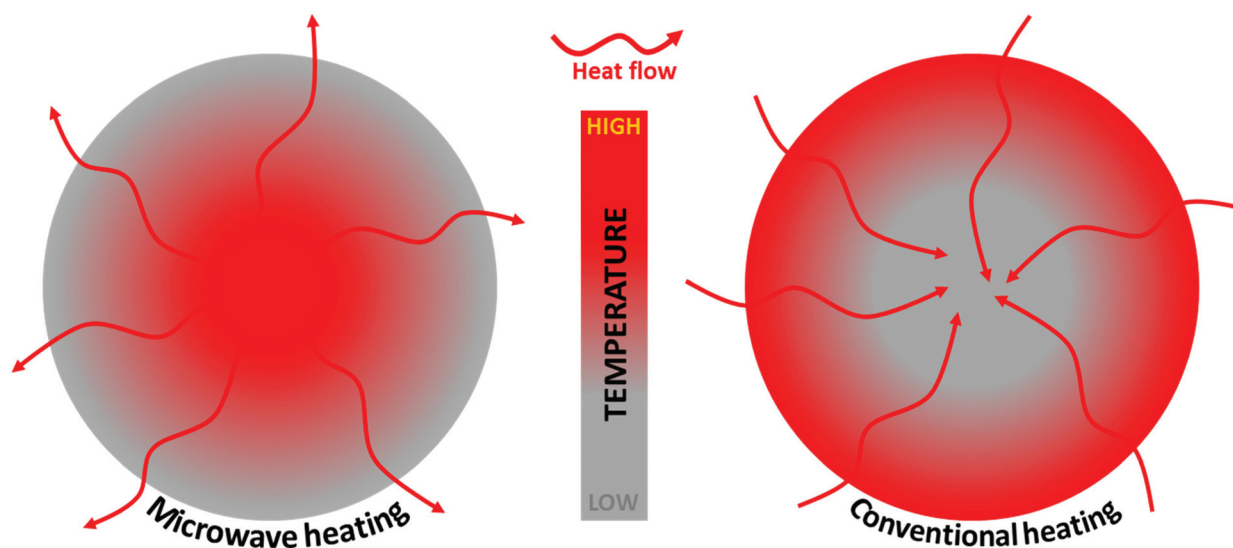 Heat flow
HIGH
TEMPERATURE
LOW
Microwave heating
Conventional heating